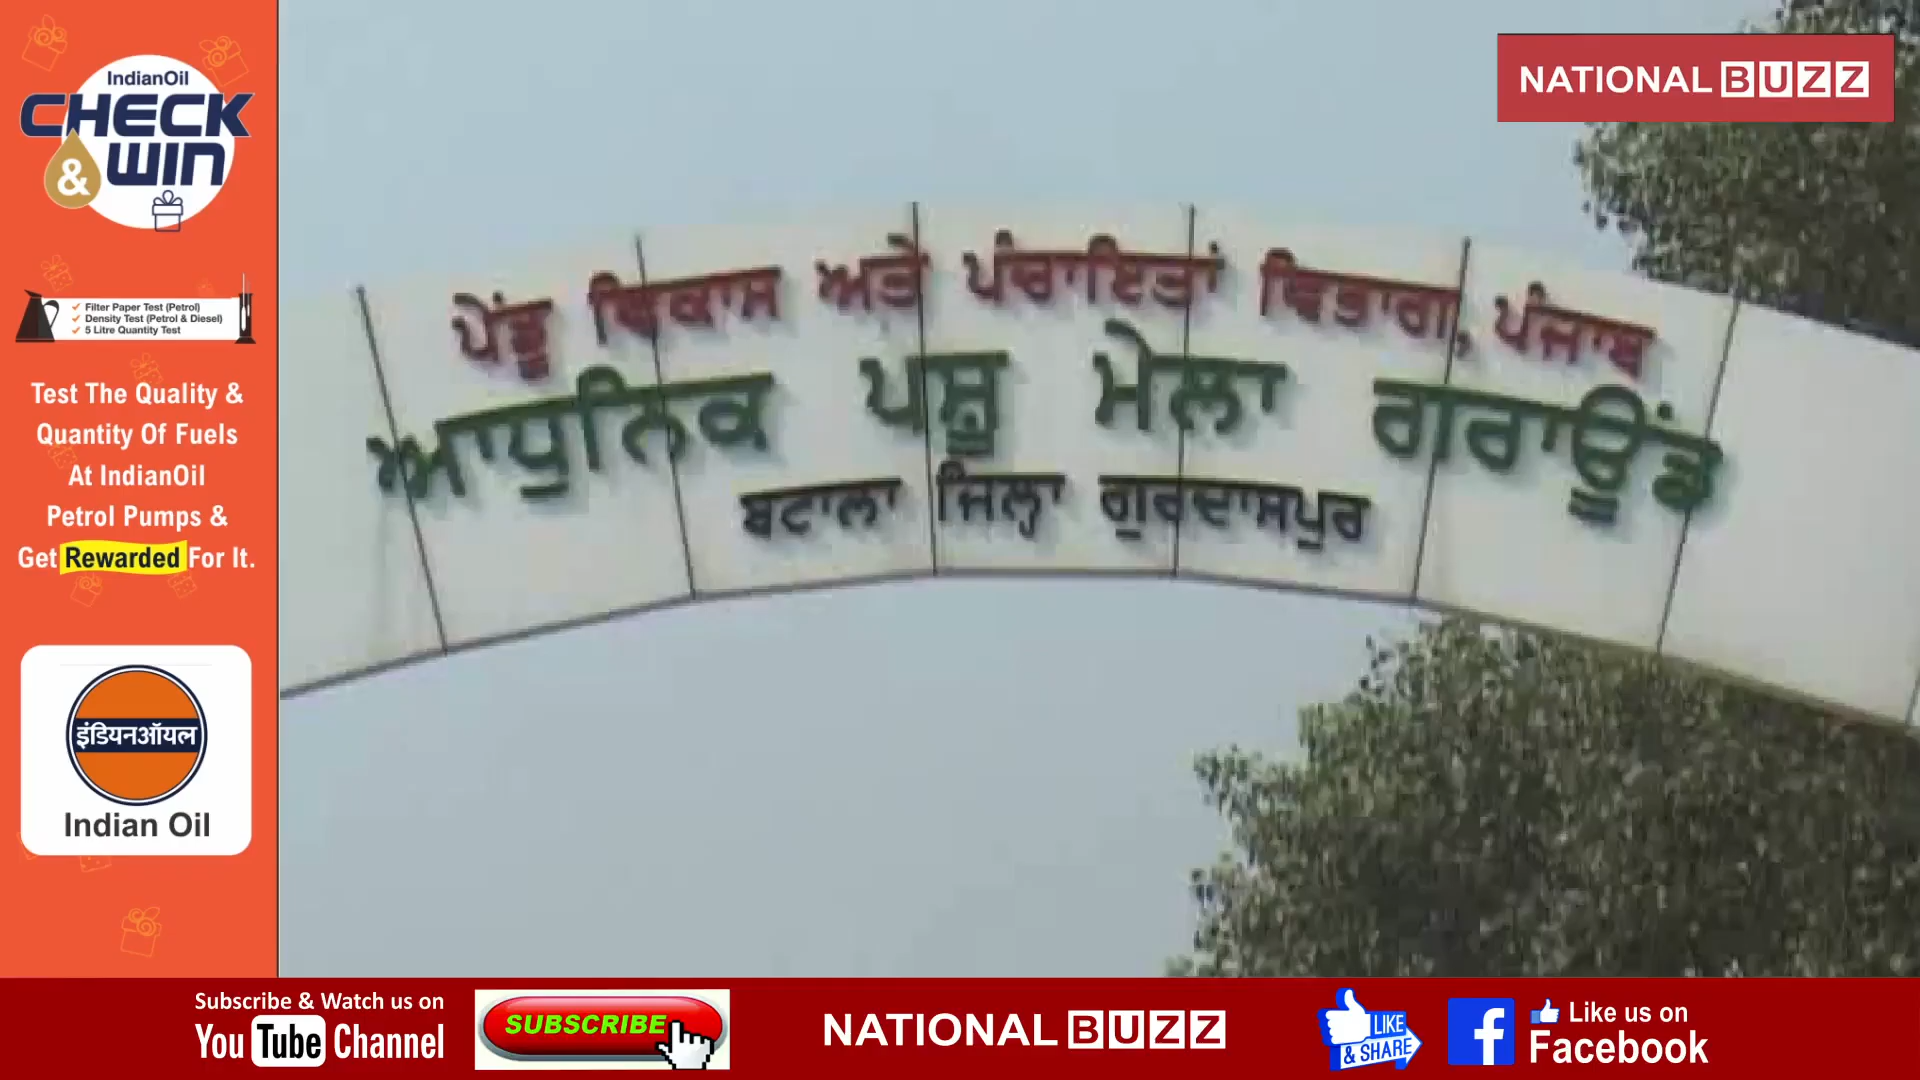 IndianOil
CHECK
& WIN
✓ Filter Paper Test (Petrol)
✓ Density Test (Petrol & Diesel)
✓ 5 Litre Quantity Test
Test The Quality &
Quantity Of Fuels
At IndianOil
Petrol Pumps &
Get Rewarded For It.
इंडियनऑयल
Indian Oil
NATIONAL BUZZ
ਪੇਂਡੂ ਵਿਕਾਸ ਅਤੇ ਪੰਚਾਇਤਾਂ ਵਿਭਾਗ, ਪੰਜਾਬ
ਆਧੁਨਿਕ ਪਸ਼ੂ ਮੇਲਾ ਗਰਾਊਂਡ
ਬਟਾਲਾ ਜਿਲ੍ਹਾ ਗੁਰਦਾਸਪੁਰ
Subscribe & Watch us on
YouTube Channel
SUBSCRIBE
NATIONAL BUZZ
LIKE
& SHARE
f
Like us on
Facebook